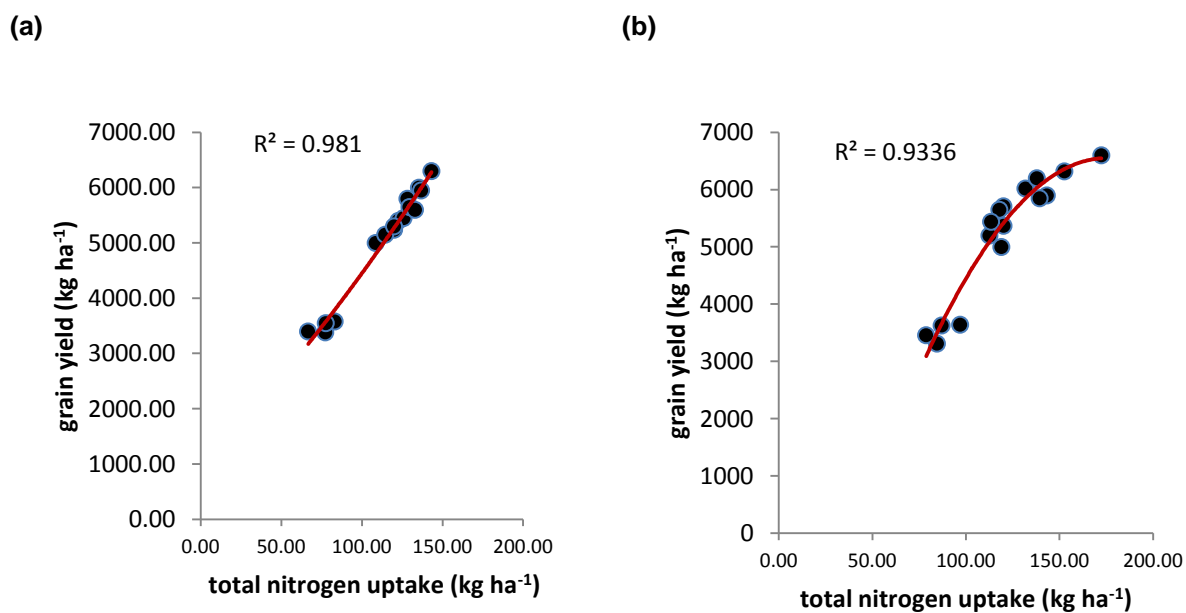 (a)
R² = 0.981
grain yield (kg ha⁻¹)
7000.00
6000.00
5000.00
4000.00
3000.00
2000.00
1000.00
0.00
0.00 50.00 100.00 150.00 200.00
total nitrogen uptake (kg ha⁻¹)
(b)
R² = 0.9336
grain yield (kg ha⁻¹)
7000
6000
5000
4000
3000
2000
1000
0
0.00 50.00 100.00 150.00 200.00
total nitrogen uptake (kg ha⁻¹)